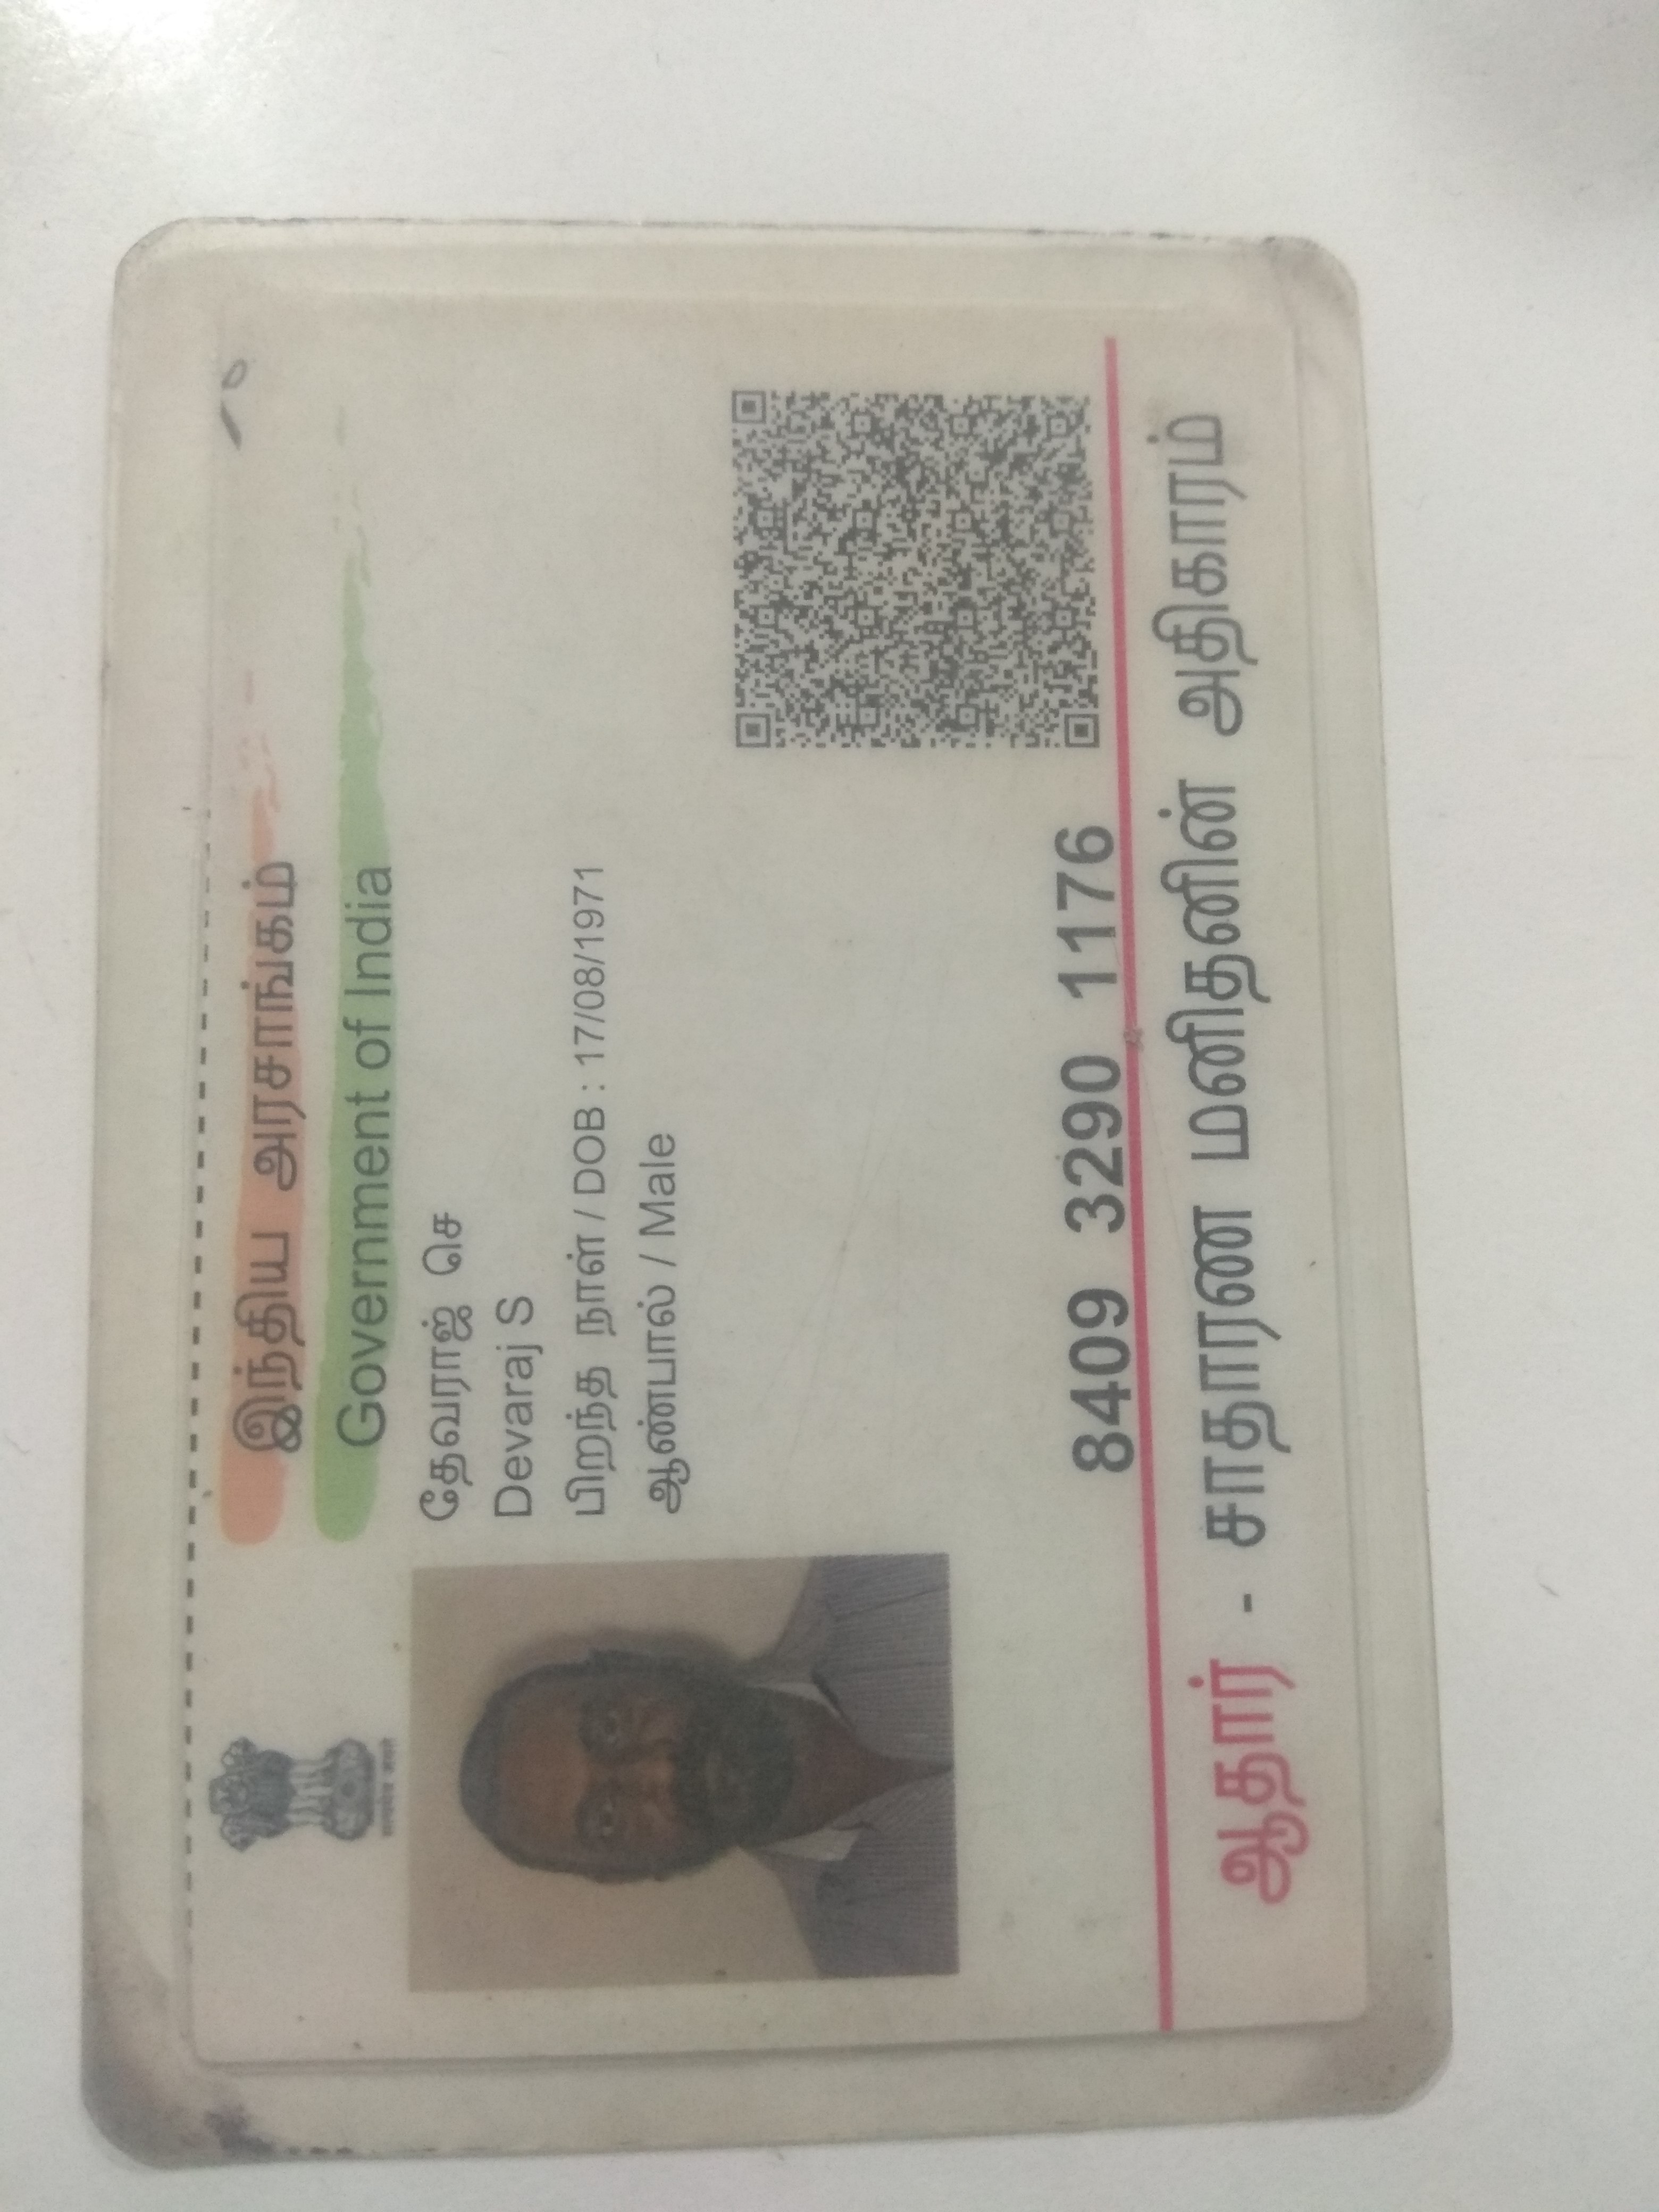 இந்திய அரசாங்கம்
Government of India
தேவராஜ் செ
Devaraj S
பிறந்த நாள் / DOB : 17/08/1971
ஆண்பால் / Male
8409 3290 1176
ஆதார் - சாதாரண மனிதனின் அதிகாரம்